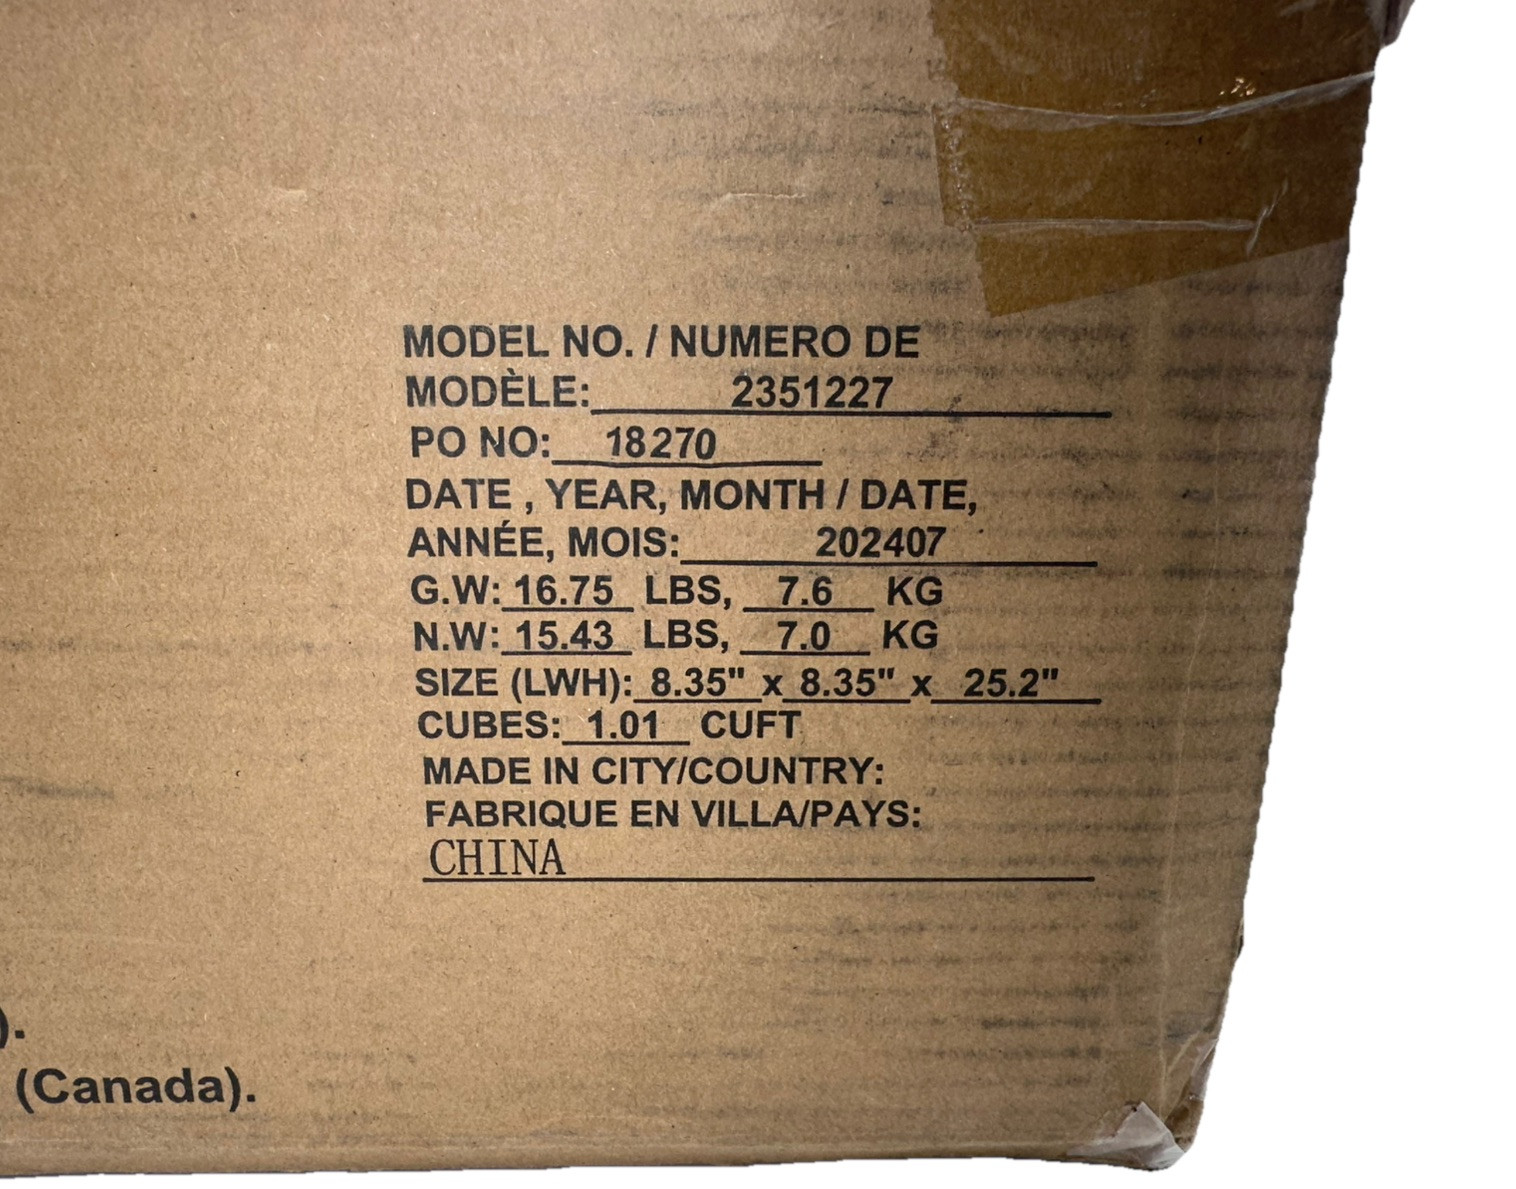 MODEL NO. / NUMERO DE
MODÈLE: 2351227
PO NO: 18270
DATE , YEAR, MONTH / DATE,
ANNÉE, MOIS: 202407
G.W: 16.75 LBS, 7.6 KG
N.W: 15.43 LBS, 7.0 KG
SIZE (LWH): 8.35" x 8.35" x 25.2"
CUBES: 1.01 CUFT
MADE IN CITY/COUNTRY:
FABRIQUE EN VILLA/PAYS:
CHINA
).
(Canada).